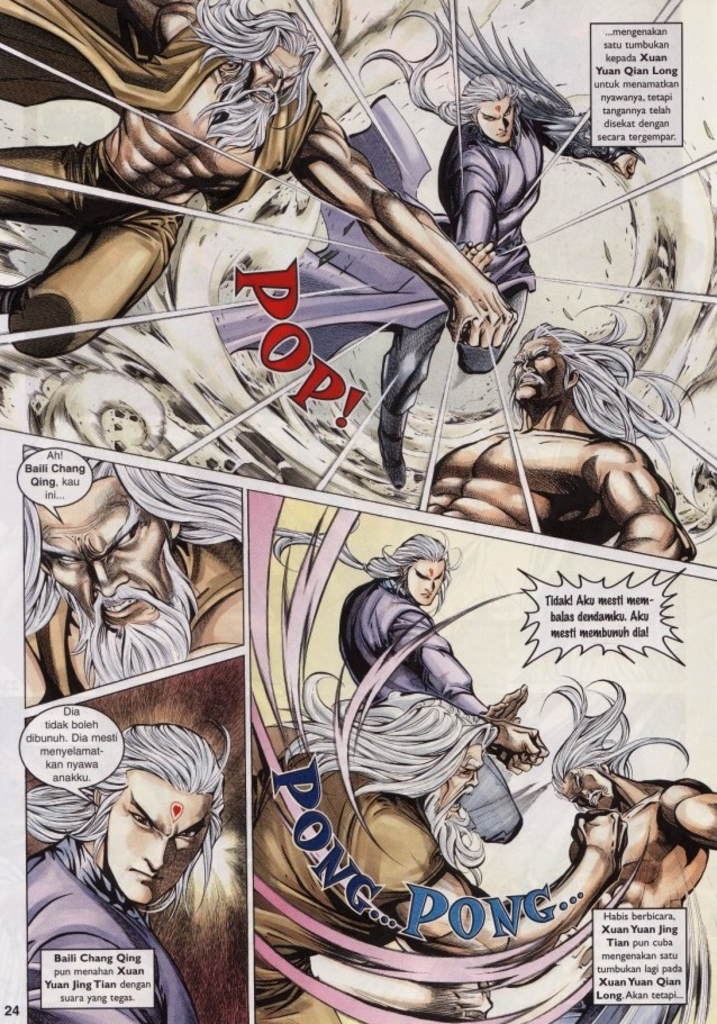 ...mengenakan
satu tumbukan
kepada Xuan
Yuan Qian Long
untuk menamatkan
nyawanya, tetapi
tangannya telah
disekat dengan
secara tergempar.
POP!
Ah!
Baili Chang
Qing, kau
ini...
Dia
tidak boleh
dibunuh. Dia mesti
menyelamat-
kan nyawa
anakku.
Baili Chang Qing
pun menahan Xuan
Yuan Jing Tian dengan
suara yang tegas.
Tidak! Aku mesti mem-
balas dendamku. Aku
mesti membunuh dia!
PONG... PONG...
Habis berbicara,
Xuan Yuan Jing
Tian pun cuba
mengenakan satu
tumbukan lagi pada
Xuan Yuan Qian
Long. Akan tetapi...
24